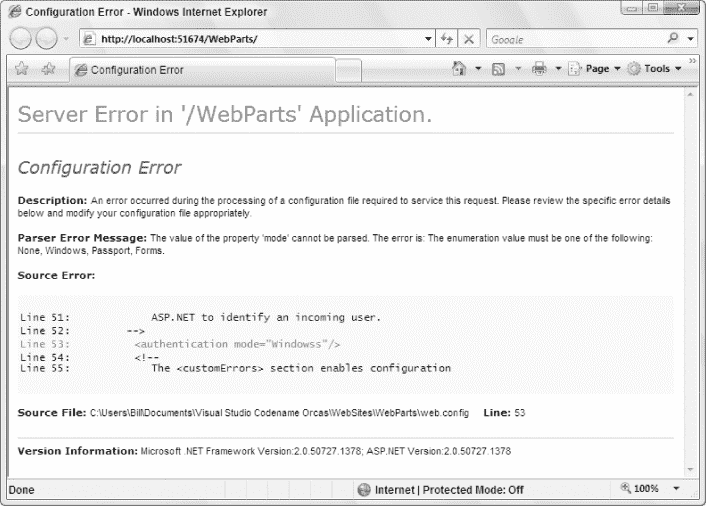 Configuration Error - Windows Internet Explorer
http://localhost:51674/WebParts/
Google
Configuration Error
Page
Tools
Server Error in '/WebParts' Application.
Configuration Error
Description: An error occurred during the processing of a configuration file required to service this request. Please review the specific error details
below and modify your configuration file appropriately.
Parser Error Message: The value of the property 'mode' cannot be parsed. The error is: The enumeration value must be one of the following:
None, Windows, Passport, Forms.
Source Error:
Line 51: ASP.NET to identify an incoming user.
Line 52: -->
Line 53: <authentication mode="Windowss"/>
Line 54: <!--
Line 55: The <customErrors> section enables configuration
Source File: C:\Users\Bill\Documents\Visual Studio Codename Orcas\WebSites\WebParts\web.config Line: 53
Version Information: Microsoft .NET Framework Version:2.0.50727.1378; ASP.NET Version:2.0.50727.1378
Done
Internet | Protected Mode: Off
100%